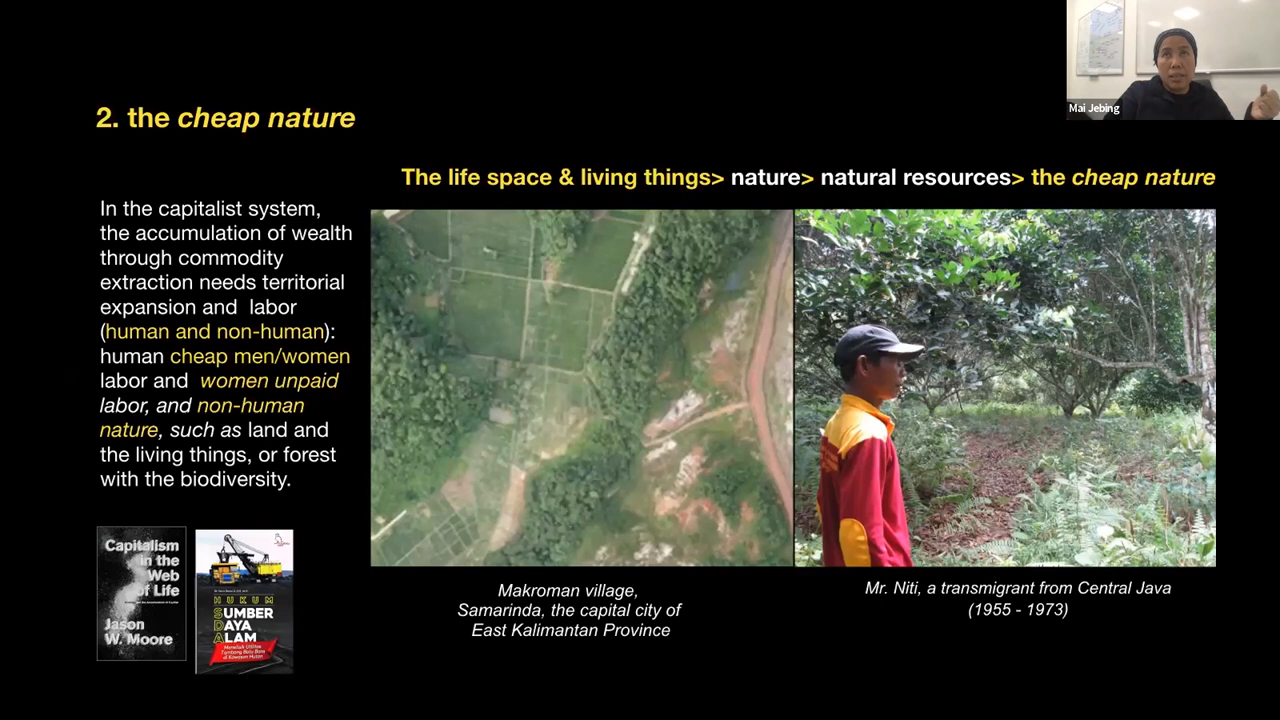 Mai Jebing
2. the cheap nature
The life space & living things> nature> natural resources> the cheap nature
In the capitalist system,
the accumulation of wealth
through commodity
extraction needs territorial
expansion and labor
(human and non-human):
human cheap men/women
labor and women unpaid
labor, and non-human
nature, such as land and
the living things, or forest
with the biodiversity.
Capitalism
in the
Web
of Life
Jason
W. Moore
HUKUM
SUMBER
DAYA
ALAM
Makroman village,
Samarinda, the capital city of
East Kalimantan Province
Mr. Niti, a transmigrant from Central Java
(1955 - 1973)